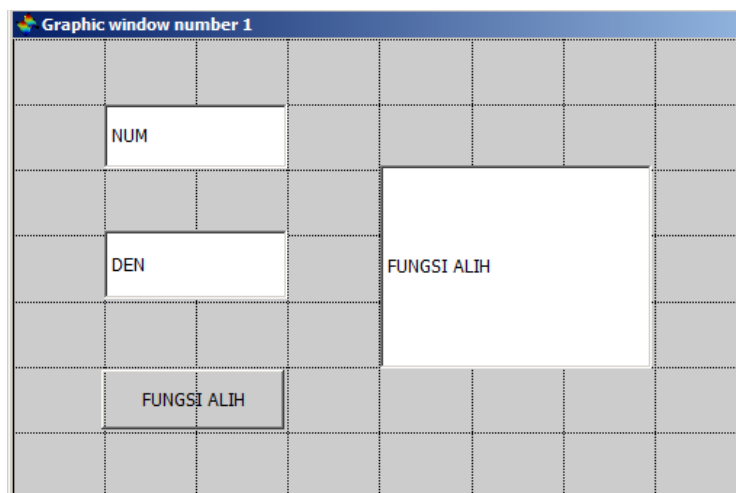 Graphic window number 1
NUM
DEN
FUNGSI ALIH
FUNGSI ALIH